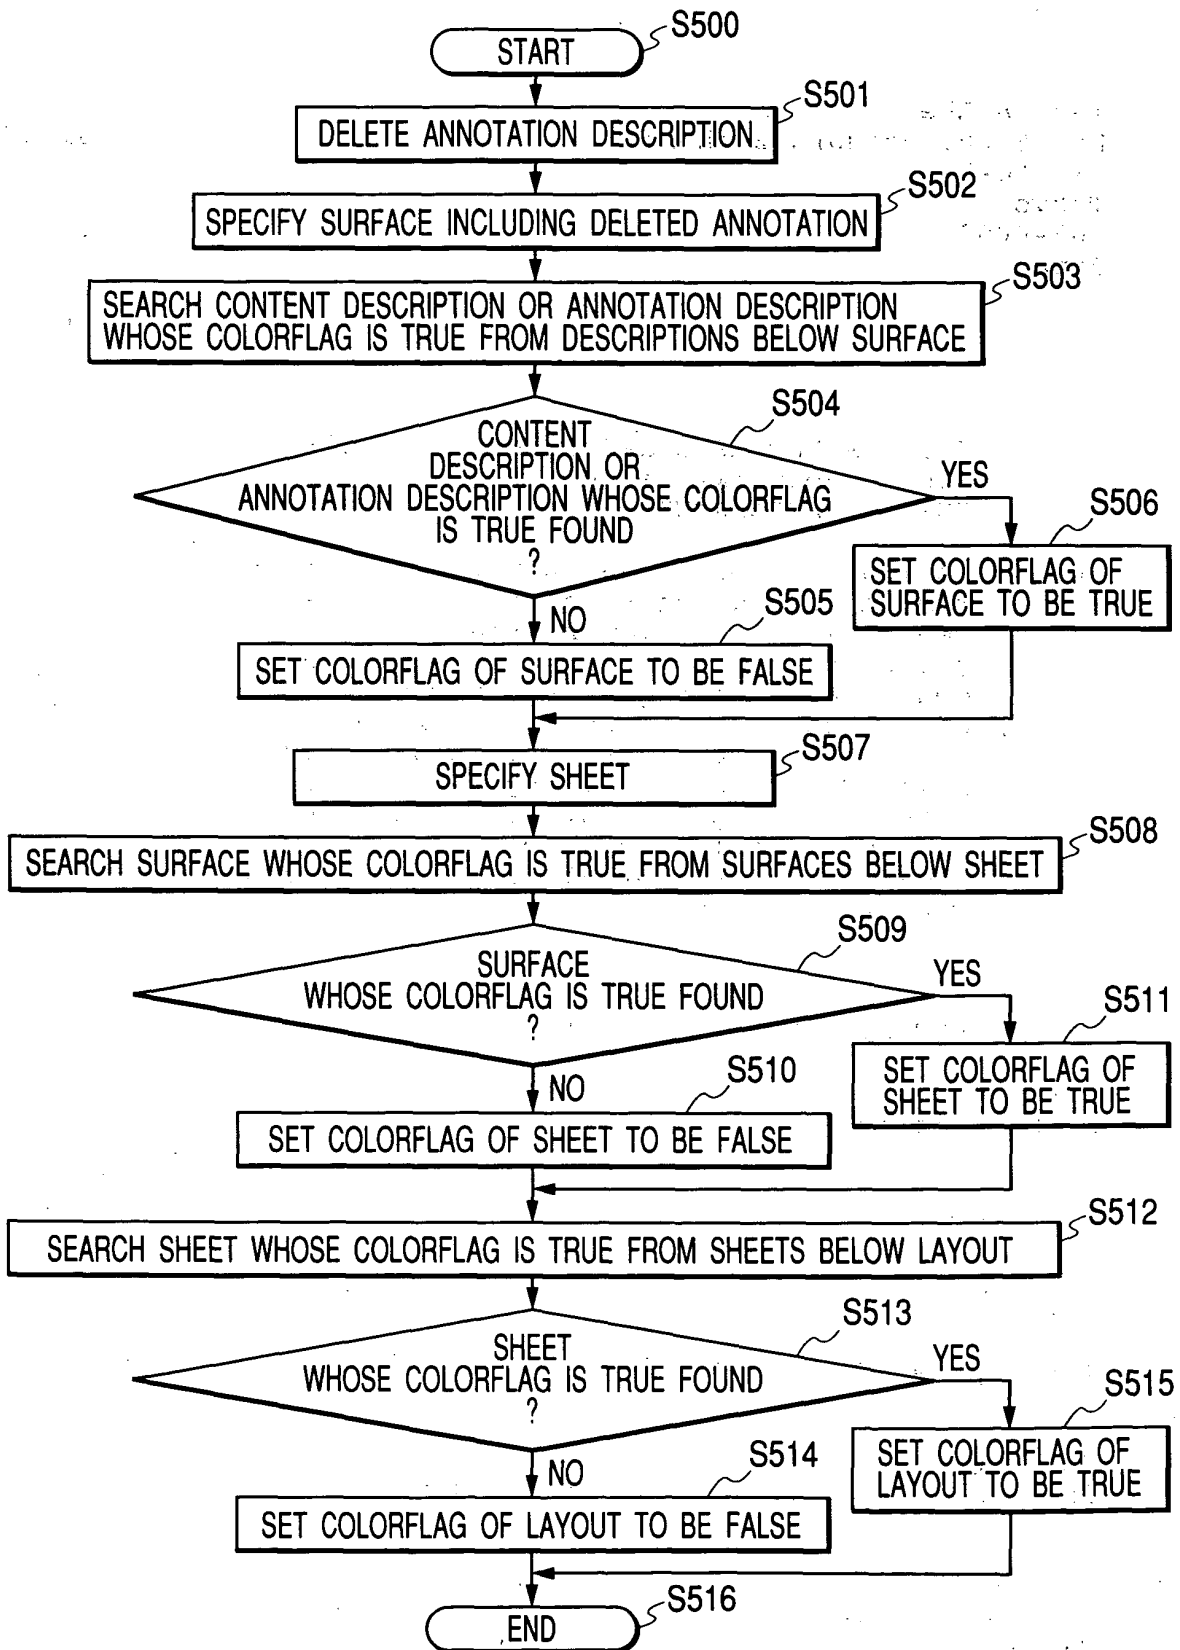 START
S500
DELETE ANNOTATION DESCRIPTION
S501
SPECIFY SURFACE INCLUDING DELETED ANNOTATION
S502
SEARCH CONTENT DESCRIPTION OR ANNOTATION DESCRIPTION
WHOSE COLORFLAG IS TRUE FROM DESCRIPTIONS BELOW SURFACE
S503
CONTENT
DESCRIPTION OR
ANNOTATION DESCRIPTION WHOSE COLORFLAG
IS TRUE FOUND
?
S504
YES
NO
S506
SET COLORFLAG OF
SURFACE TO BE TRUE
S505
SET COLORFLAG OF SURFACE TO BE FALSE
SPECIFY SHEET
S507
SEARCH SURFACE WHOSE COLORFLAG IS TRUE FROM SURFACES BELOW SHEET
S508
SURFACE
WHOSE COLORFLAG IS TRUE FOUND
?
S509
YES
NO
S511
SET COLORFLAG OF
SHEET TO BE TRUE
S510
SET COLORFLAG OF SHEET TO BE FALSE
SEARCH SHEET WHOSE COLORFLAG IS TRUE FROM SHEETS BELOW LAYOUT
S512
SHEET
WHOSE COLORFLAG IS TRUE FOUND
?
S513
YES
NO
S515
SET COLORFLAG OF
LAYOUT TO BE TRUE
S514
SET COLORFLAG OF LAYOUT TO BE FALSE
END
S516